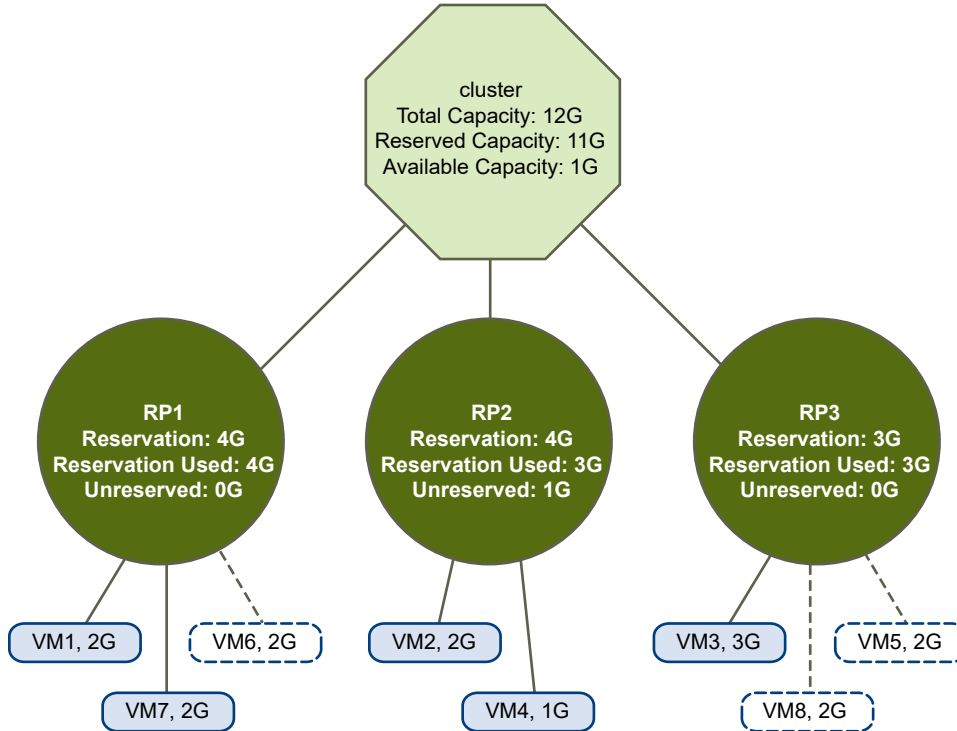 cluster
Total Capacity: 12G
Reserved Capacity: 11G
Available Capacity: 1G
RP1
Reservation: 4G
Reservation Used: 4G
Unreserved: 0G
RP2
Reservation: 4G
Reservation Used: 3G
Unreserved: 1G
RP3
Reservation: 3G
Reservation Used: 3G
Unreserved: 0G
VM1, 2G
VM6, 2G
VM2, 2G
VM3, 3G
VM5, 2G
VM7, 2G
VM4, 1G
VM8, 2G